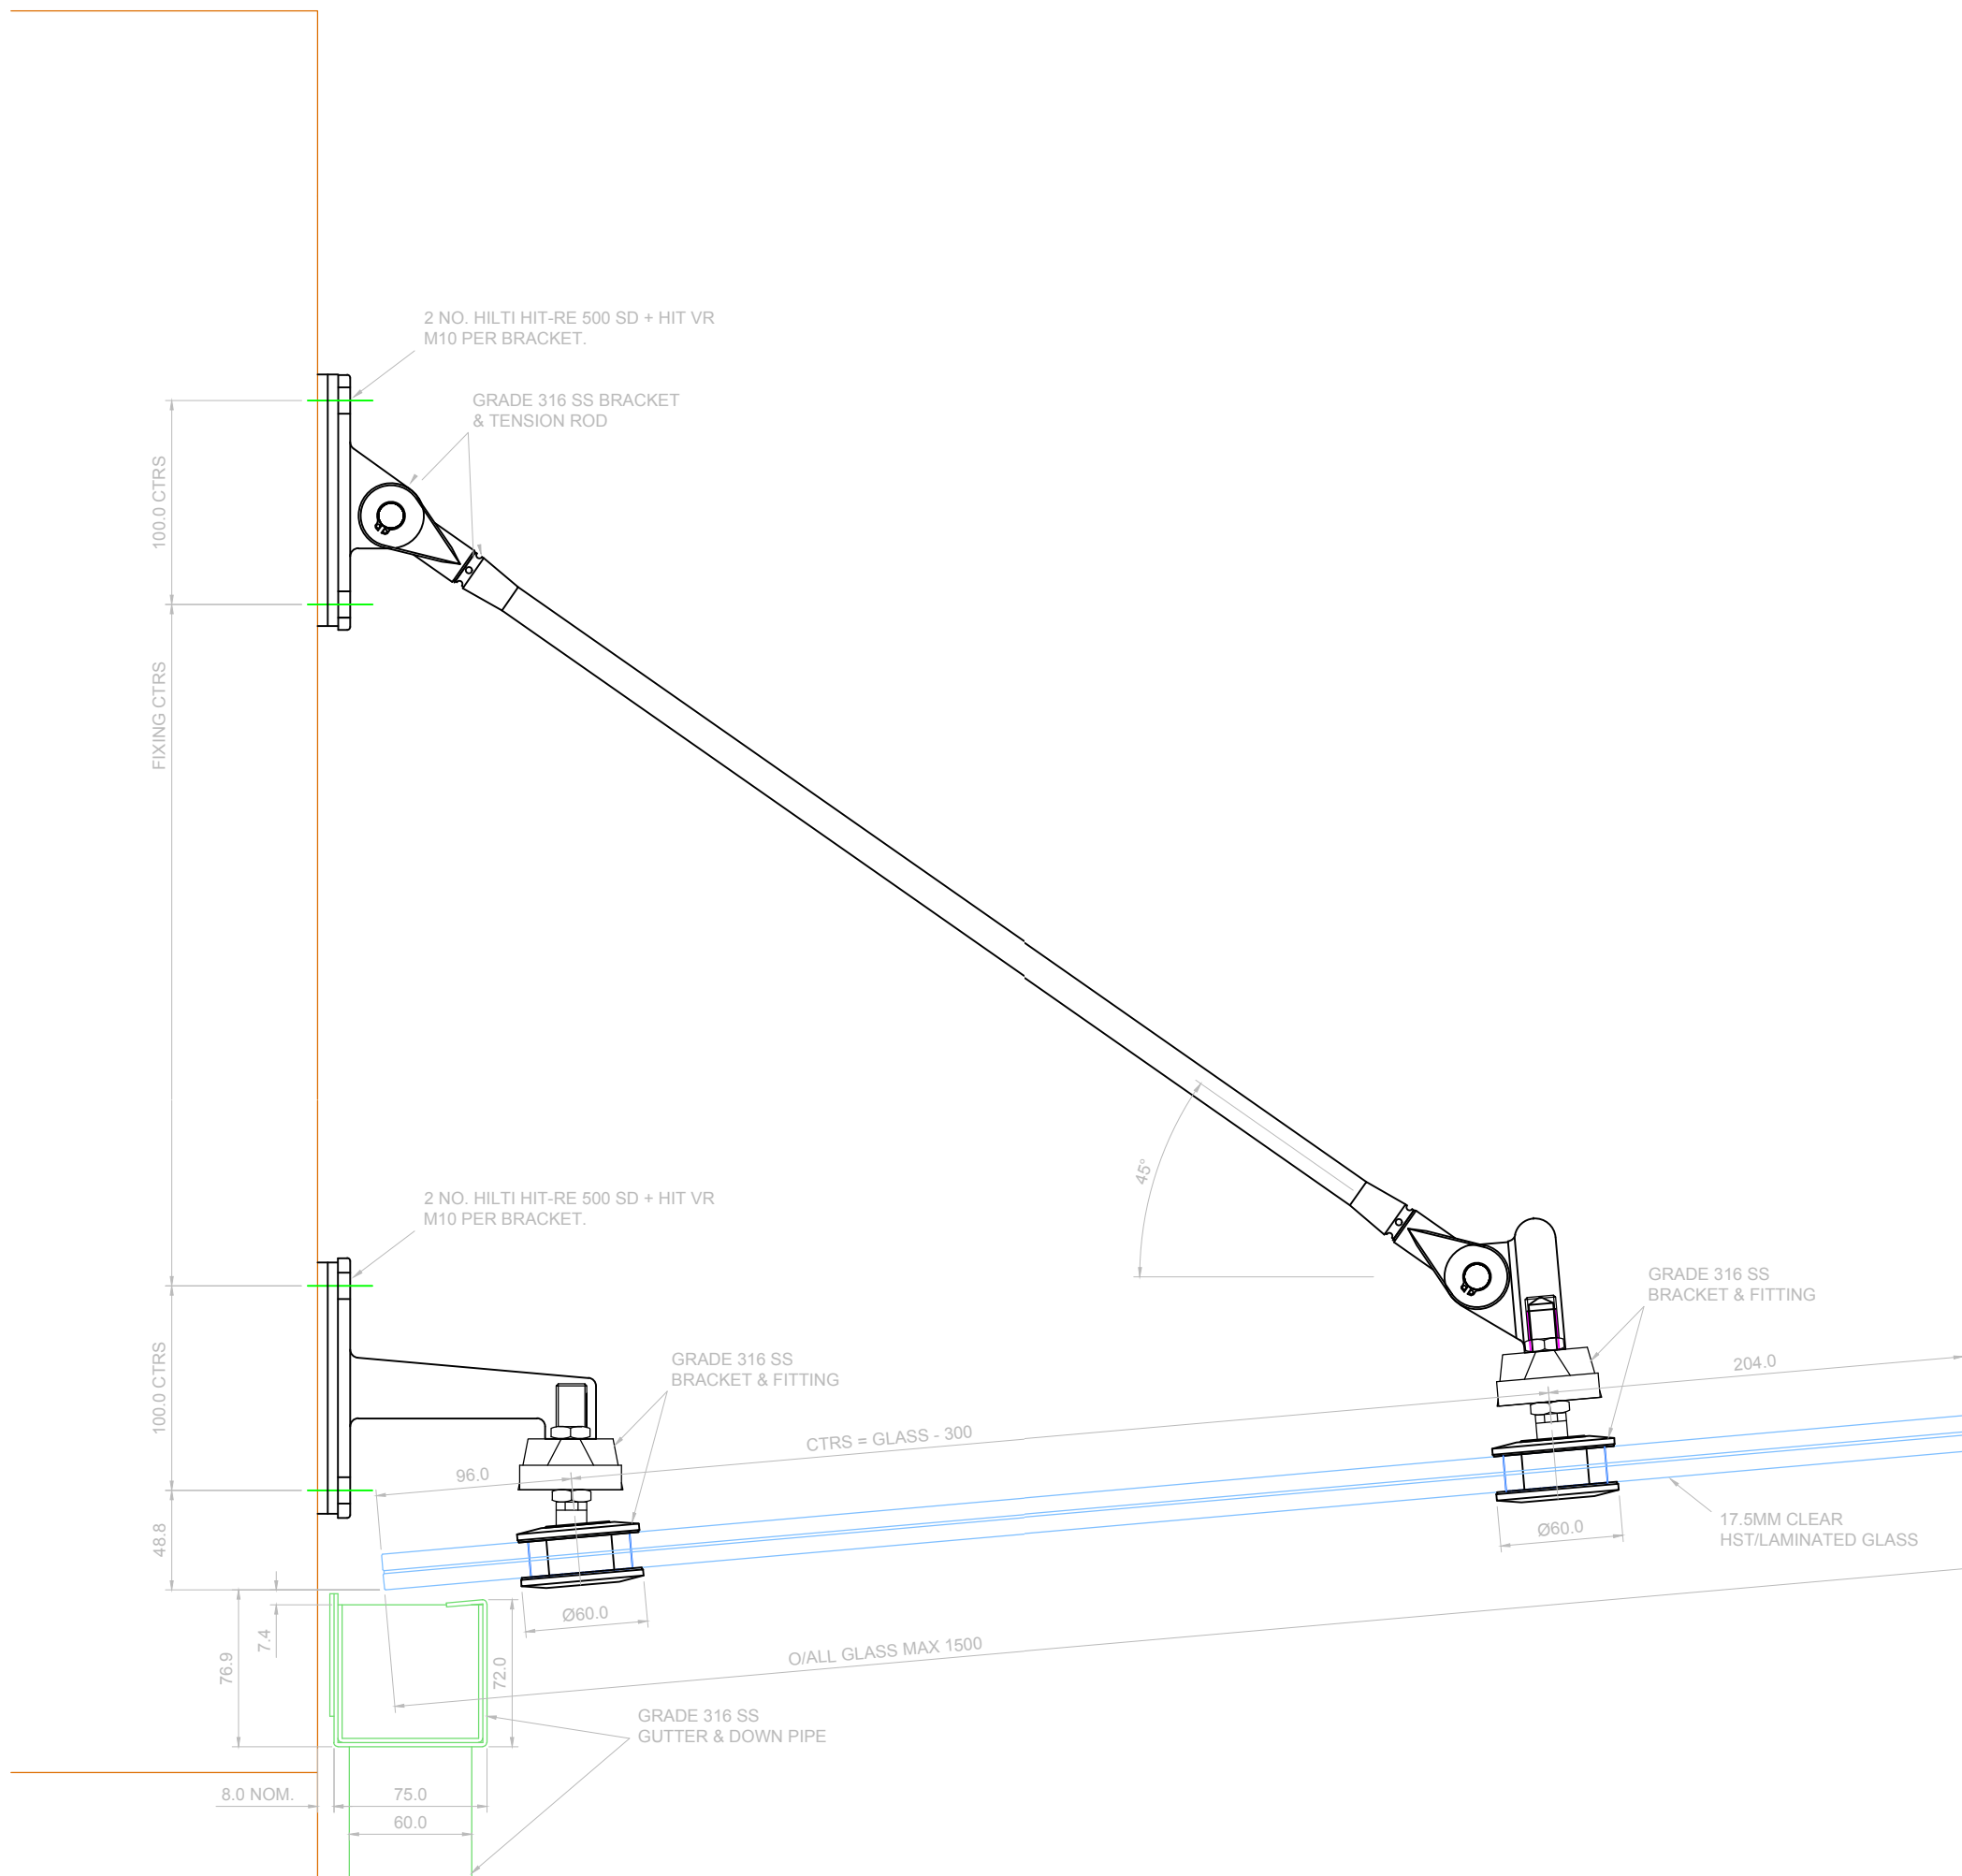 2 NO. HILTI HIT-RE 500 SD + HIT VR
M10 PER BRACKET.
GRADE 316 SS BRACKET
& TENSION ROD
100.0 CTRS
FIXING CTRS
45°
2 NO. HILTI HIT-RE 500 SD + HIT VR
M10 PER BRACKET.
GRADE 316 SS
BRACKET & FITTING
GRADE 316 SS
BRACKET & FITTING
204.0
100.0 CTRS
CTRS = GLASS - 300
96.0
17.5MM CLEAR
HST/LAMINATED GLASS
Ø60.0
48.8
Ø60.0
7.4
76.9
72.0
O/ALL GLASS MAX 1500
GRADE 316 SS
GUTTER & DOWN PIPE
8.0 NOM.
75.0
60.0